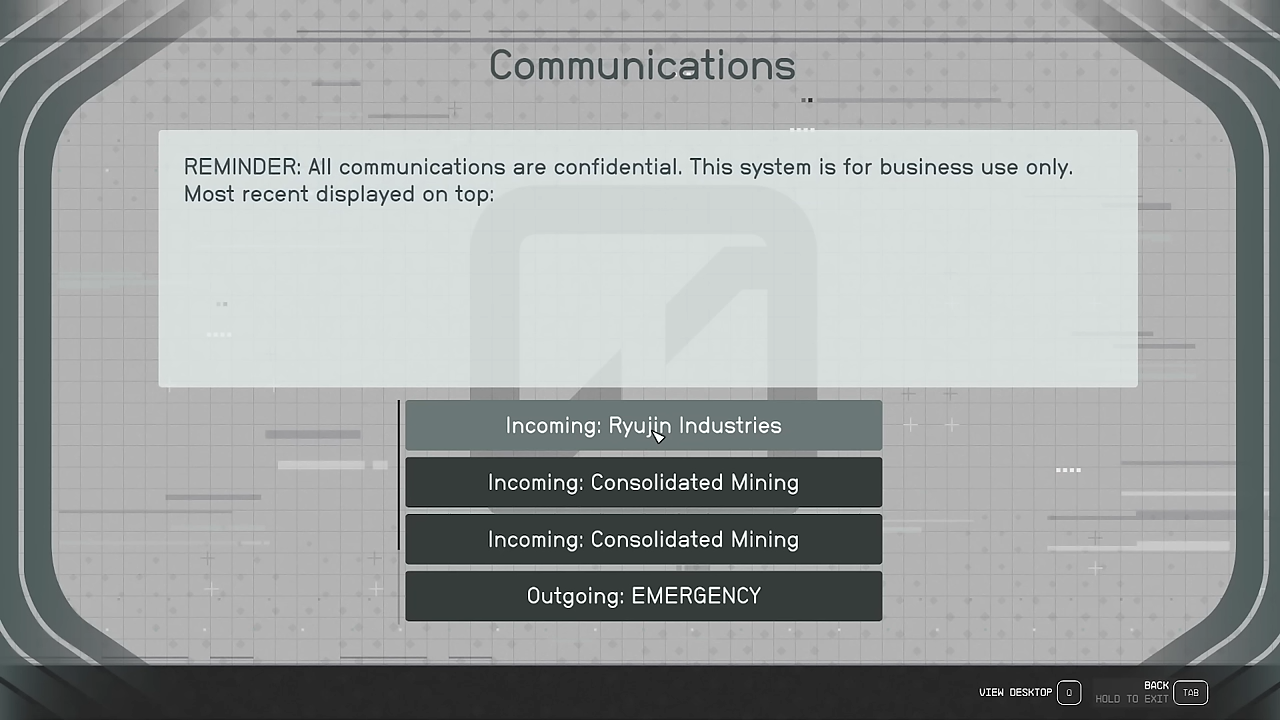 Communications
REMINDER: All communications are confidential. This system is for business use only.
Most recent displayed on top:
Incoming: Ryujin Industries
Incoming: Consolidated Mining
Incoming: Consolidated Mining
Outgoing: EMERGENCY
VIEW DESKTOP Q
BACK
HOLD TO EXIT TAB